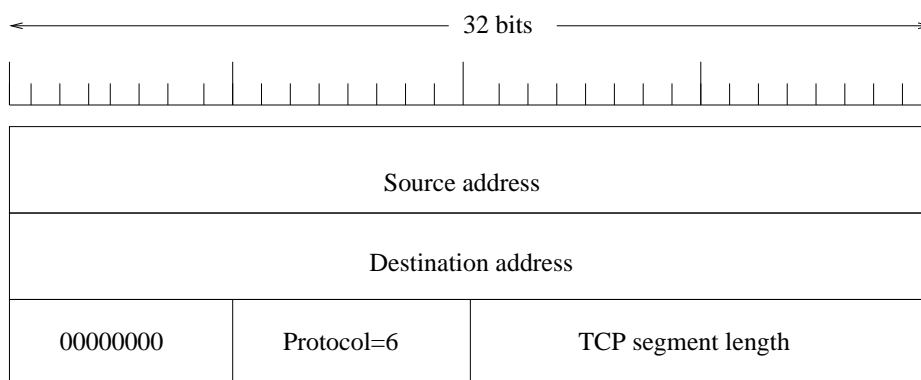 32 bits
Source address
Destination address
00000000 Protocol=6 TCP segment length